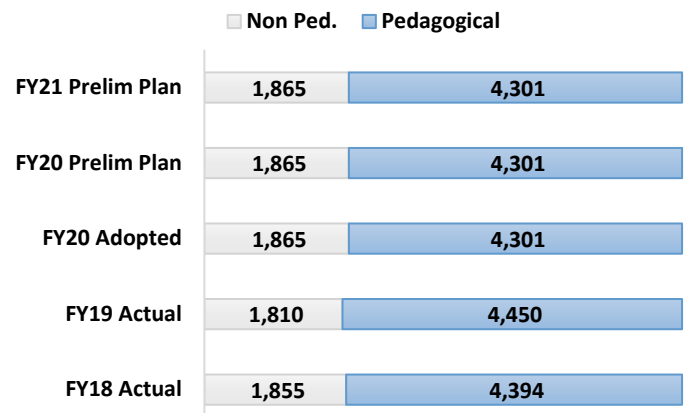 Non Ped. Pedagogical
FY21 Prelim Plan 1,865 4,301
FY20 Prelim Plan 1,865 4,301
FY20 Adopted 1,865 4,301
FY19 Actual 1,810 4,450
FY18 Actual 1,855 4,394